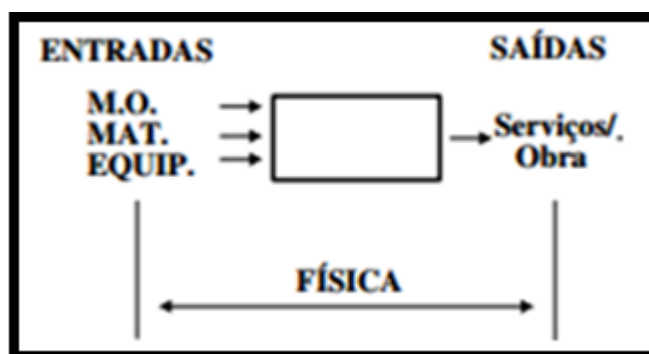 ENTRADAS
SAÍDAS
M.O.
MAT.
EQUIP.
Serviços/.
Obra
FÍSICA